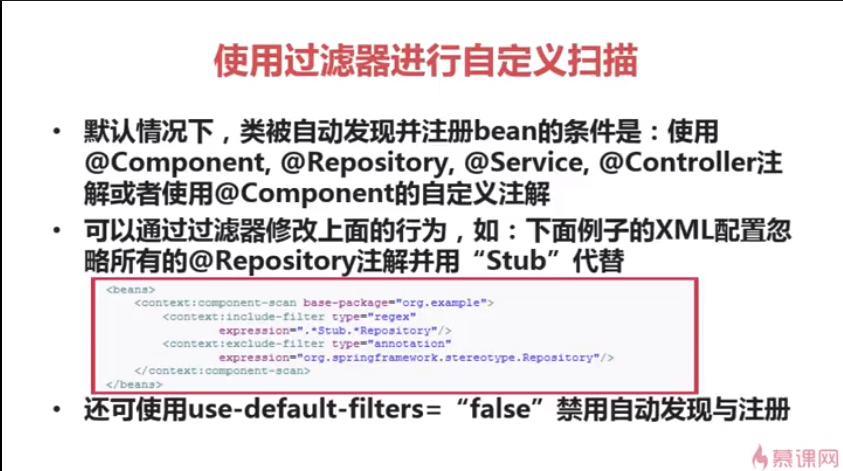 使用过滤器进行自定义扫描
• 默认情况下，类被自动发现并注册bean的条件是：使用
@Component, @Repository, @Service, @Controller注
解或者使用@Component的自定义注解
• 可以通过过滤器修改上面的行为，如：下面例子的XML配置忽
略所有的@Repository注解并用“Stub”代替
<beans>
<context:component-scan base-package="org.example">
<context:include-filter type="regex"
expression=".*Stub.*Repository"/>
<context:exclude-filter type="annotation"
expression="org.springframework.stereotype.Repository"/>
</context:component-scan>
</beans>
• 还可使用use-default-filters=“false”禁用自动发现与注册
慕课网